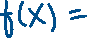 f(x) =